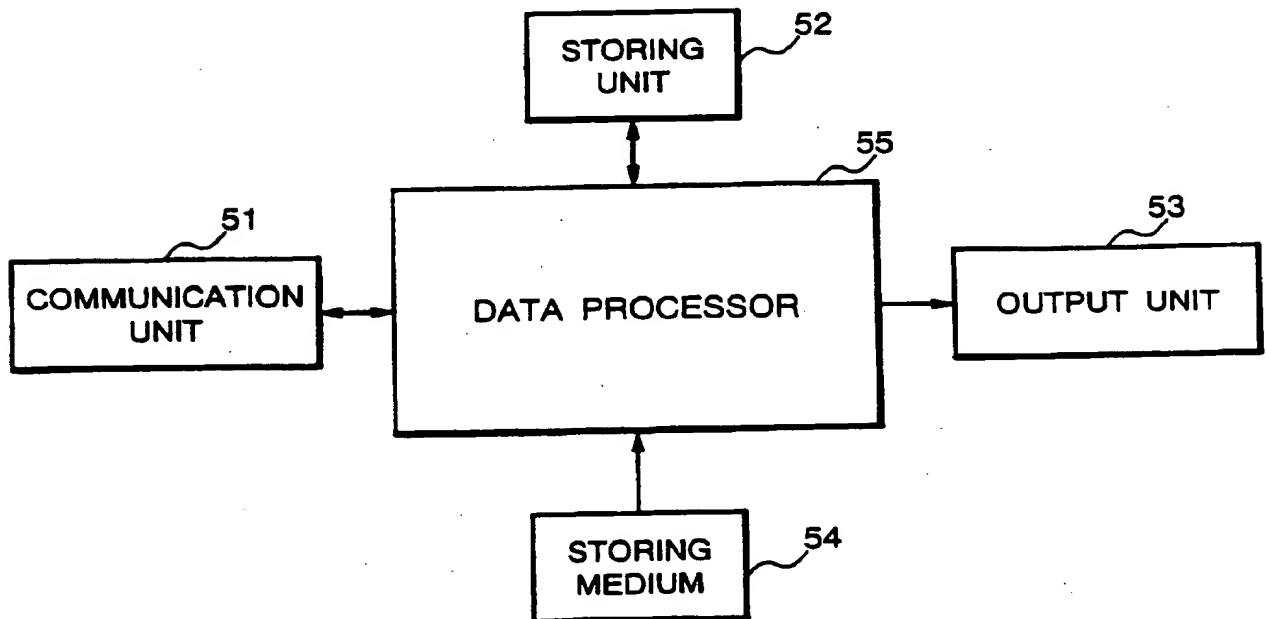 52
STORING
UNIT
55
51
53
COMMUNICATION
UNIT
DATA PROCESSOR
OUTPUT UNIT
54
STORING
MEDIUM